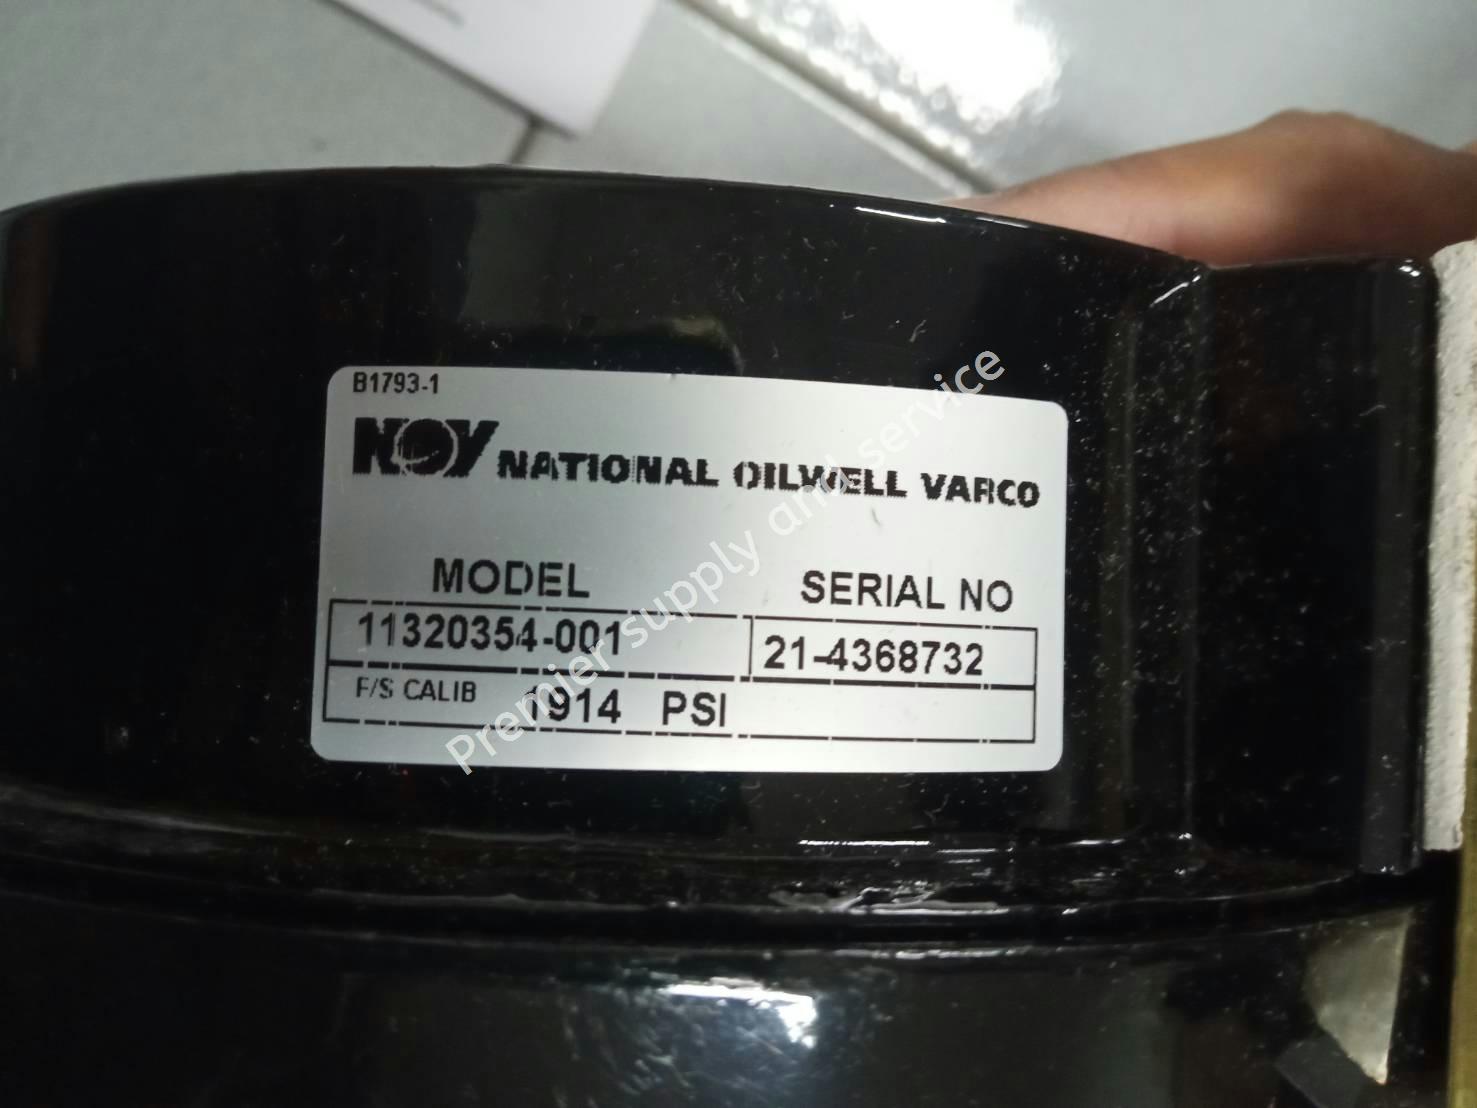 B1793-1
NOV NATIONAL OILWELL VARCO
MODEL SERIAL NO
11320354-001 21-4368732
F/S CALIB 1914 PSI
Premier supply and service